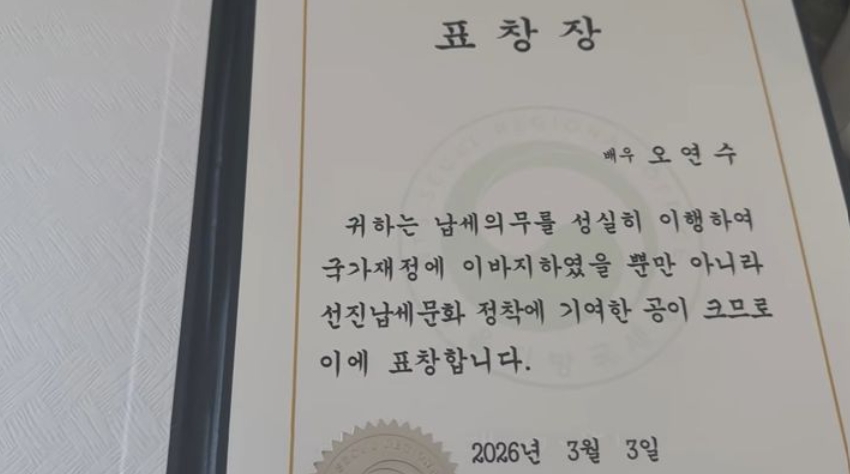 표 창 장
배우 오 연 수
귀하는 납세의무를 성실히 이행하여
국가재정에 이바지하였을 뿐만 아니라
선진납세문화 정착에 기여한 공이 크므로
이에 표창합니다.
2026년 3월 3일